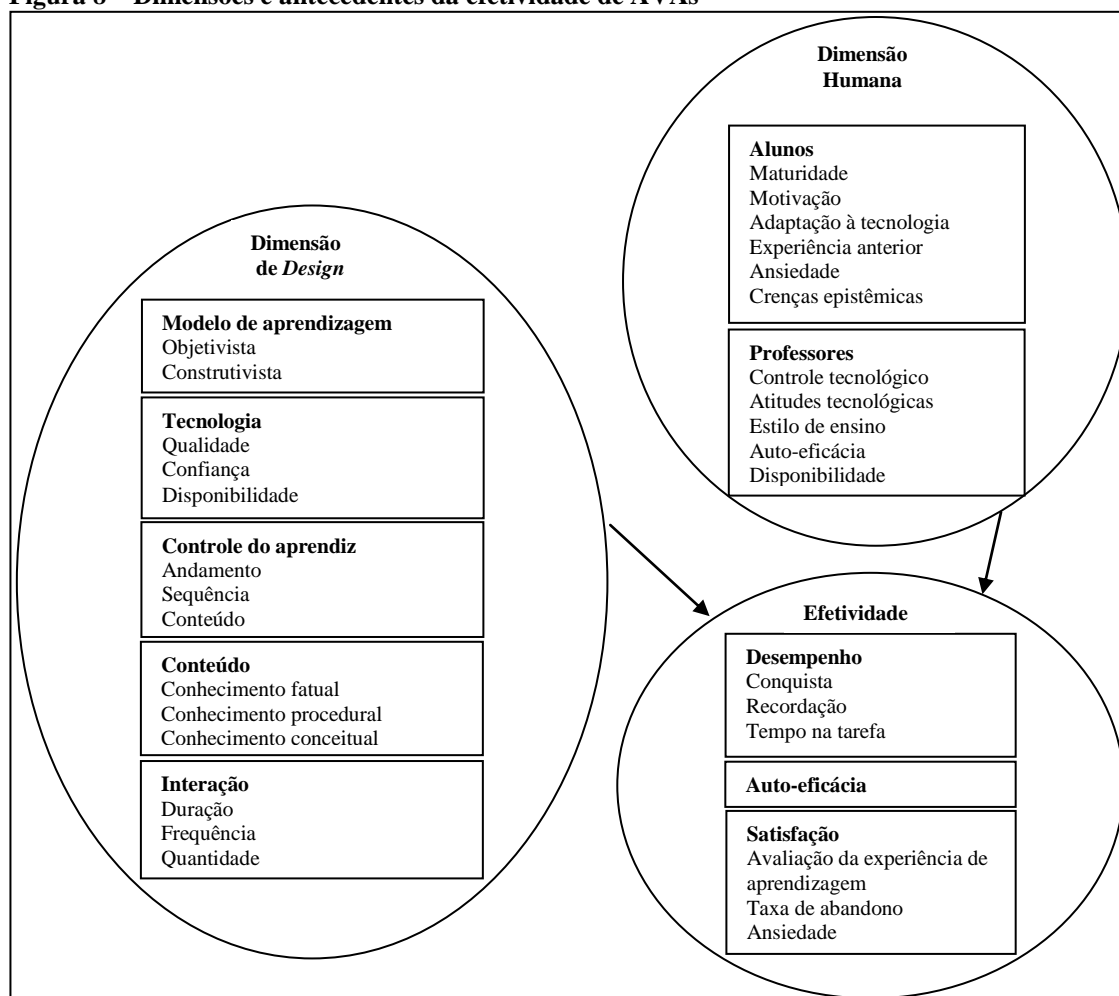 Figura 8 – Dimensões e antecedentes da efetividade de AVAs
Dimensão
Humana
Alunos
Maturidade
Motivação
Adaptação à tecnologia
Experiência anterior
Ansiedade
Crenças epistêmicas
Professores
Controle tecnológico
Atitudes tecnológicas
Estilo de ensino
Auto-eficácia
Disponibilidade
Dimensão
de Design
Modelo de aprendizagem
Objetivista
Construtivista
Tecnologia
Qualidade
Confiança
Disponibilidade
Controle do aprendiz
Andamento
Sequência
Conteúdo
Conteúdo
Conhecimento fatual
Conhecimento procedural
Conhecimento conceitual
Interação
Duração
Frequência
Quantidade
Efetividade
Desempenho
Conquista
Recordação
Tempo na tarefa
Auto-eficácia
Satisfação
Avaliação da experiência de
aprendizagem
Taxa de abandono
Ansiedade